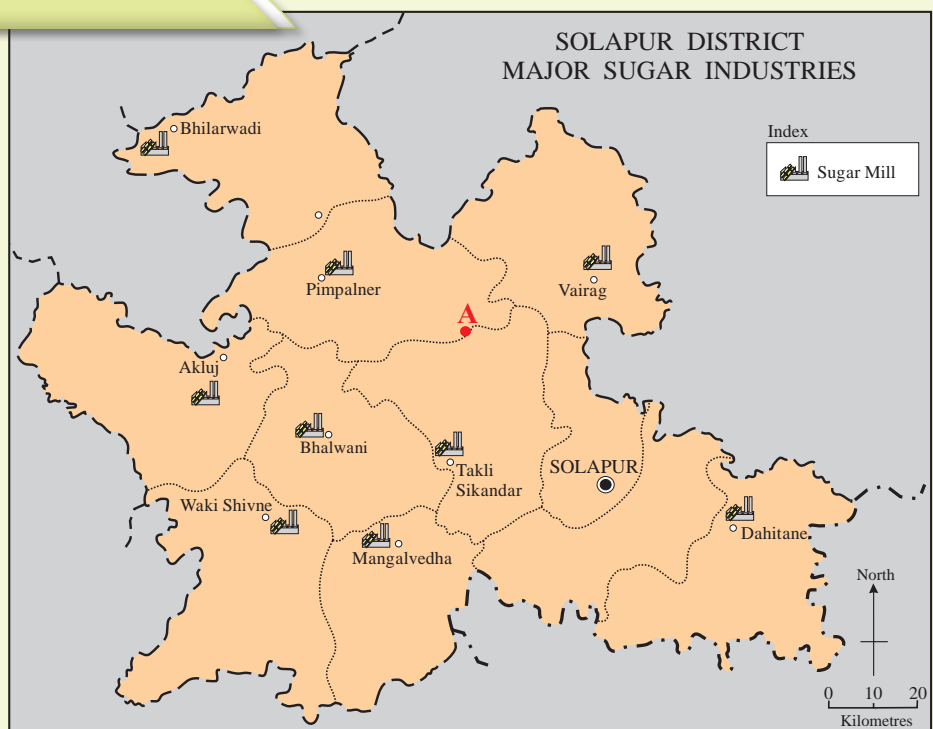 SOLAPUR DISTRICT
MAJOR SUGAR INDUSTRIES
Index
Sugar Mill
Bhilarwadi
Pimpalner
Vairag
A
Akluj
Bhalwani
Takli
Sikandar
SOLAPUR
Waki Shivne
Mangalvedha
Dahitane
North
0 10 20
Kilometres